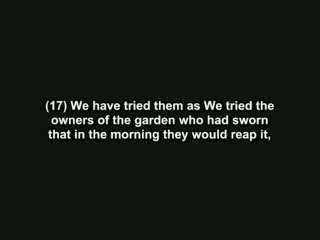 (17) We have tried them as We tried the
owners of the garden who had sworn
that in the morning they would reap it,